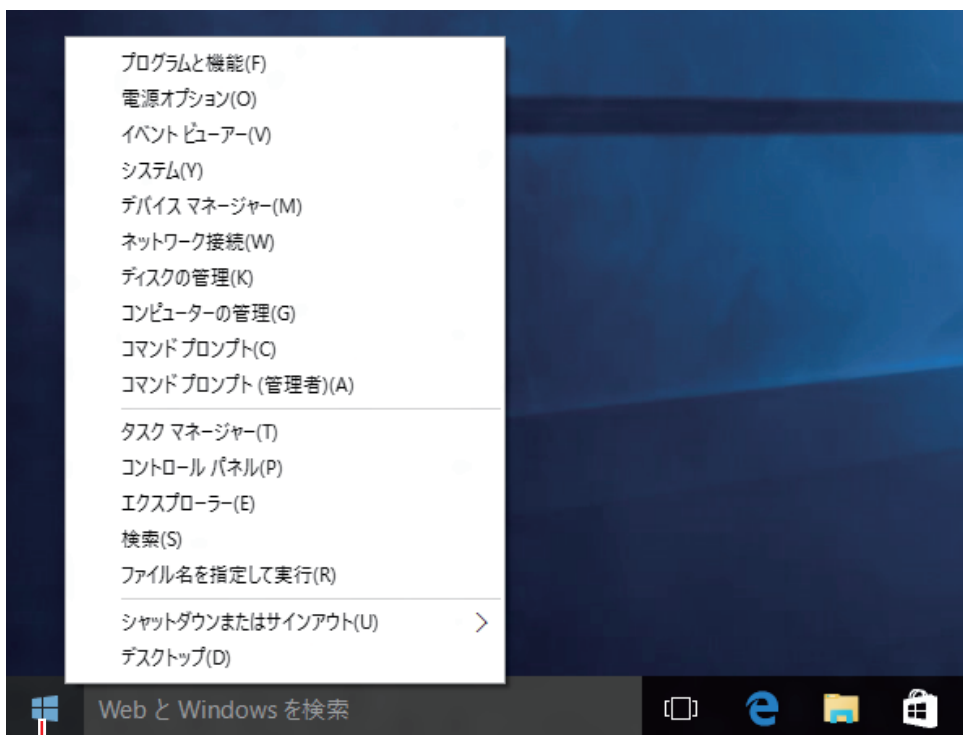 プログラムと機能(F)
電源オプション(O)
イベント ビューアー(V)
システム(Y)
デバイス マネージャー(M)
ネットワーク接続(W)
ディスクの管理(K)
コンピューターの管理(G)
コマンド プロンプト(C)
コマンド プロンプト (管理者)(A)
タスク マネージャー(T)
コントロール パネル(P)
エクスプローラー(E)
検索(S)
ファイル名を指定して実行(R)
シャットダウンまたはサインアウト(U)
デスクトップ(D)
Web と Windows を検索